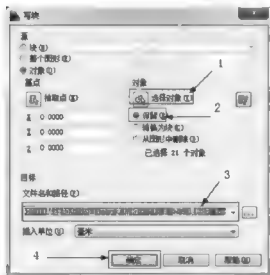 写块
源
块(B)
整个图形(E)
对象(O)
基点
拾取点(K)
X 0.0000
Y 0.0000
Z 0.0000
对象
选择对象(T)
保留(R)
转换为块(C)
从图形中删除(D)
已选择 21 个对象
1
2
目标
文件名和路径(F)
3
插入单位(U)
毫米
4
确定
取消
帮助(H)